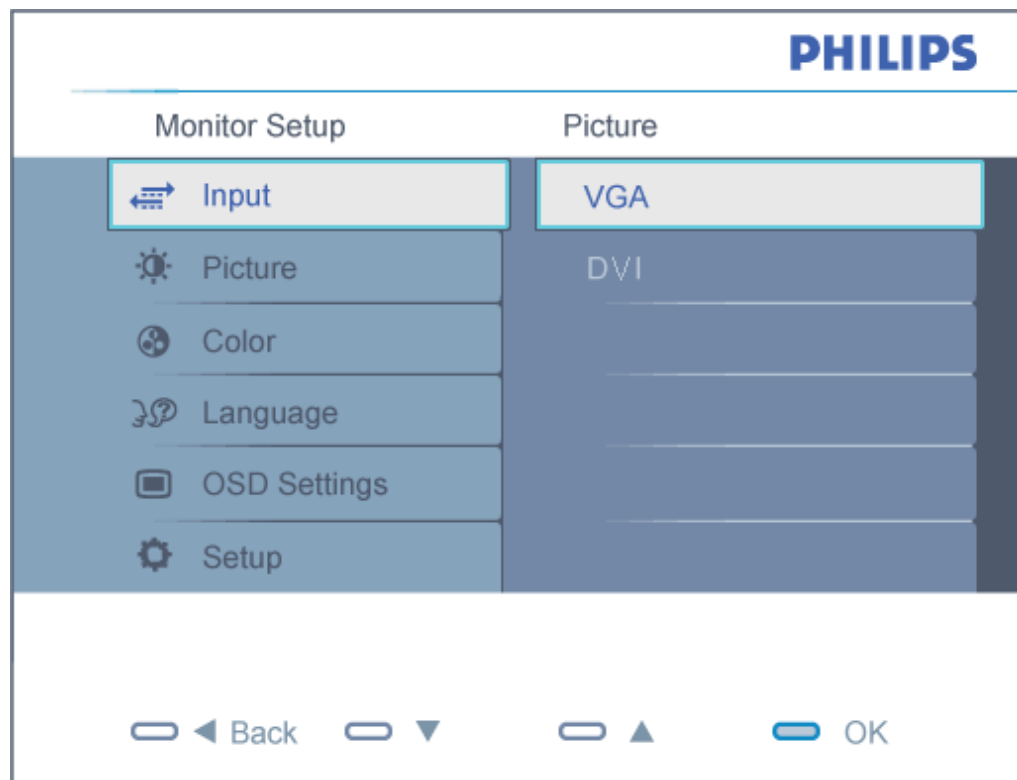 PHILIPS
Monitor Setup
Picture
Input
VGA
Picture
DVI
Color
Language
OSD Settings
Setup
Back
OK